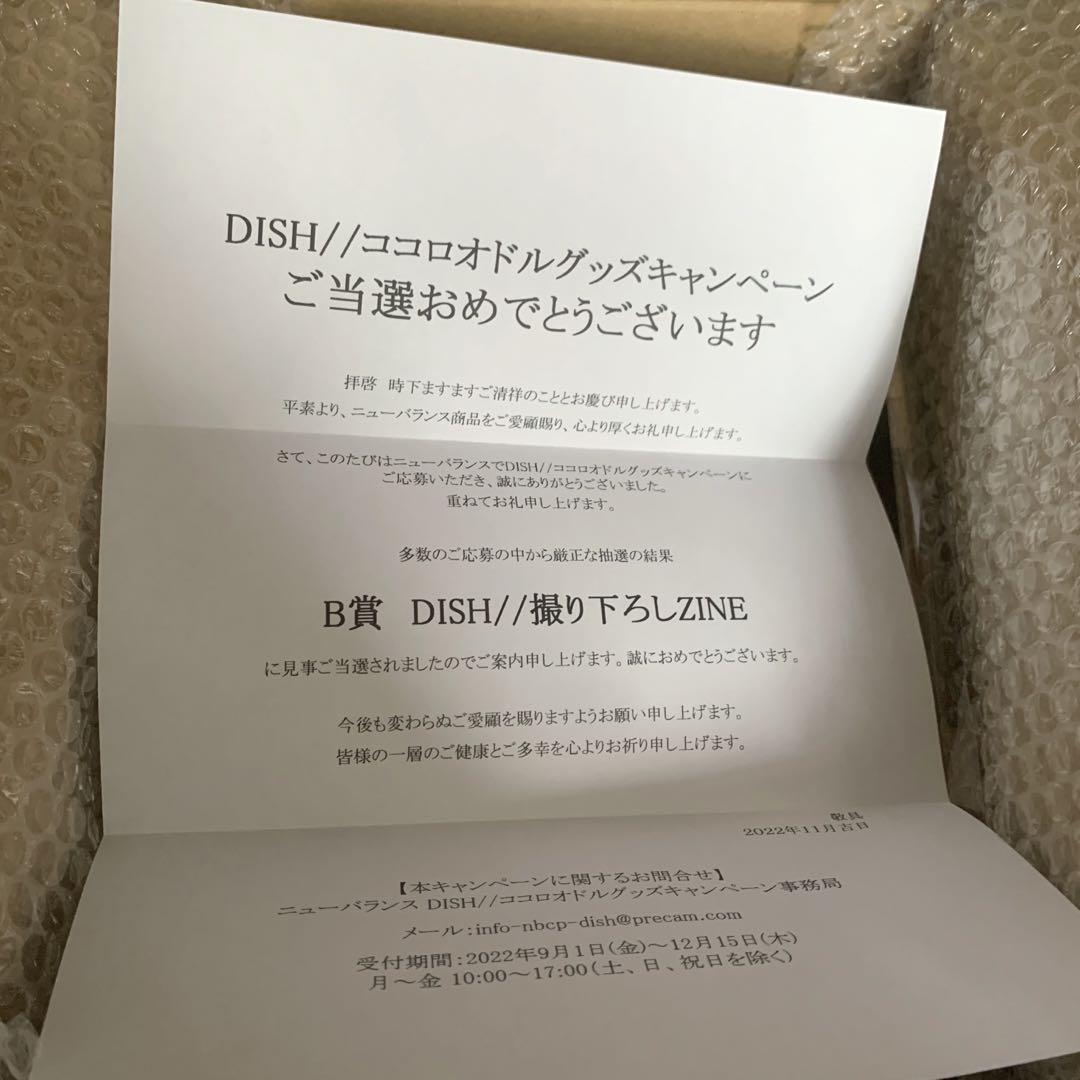 DISH//ココロオドルグッズキャンペーン
ご当選おめでとうございます
拝啓　時下ますますご清祥のこととお慶び申し上げます。
平素より、ニューバランス商品をご愛顧賜り、心より厚くお礼申し上げます。
さて、このたびはニューバランスでDISH//ココロオドルグッズキャンペーンに
ご応募いただき、誠にありがとうございました。
重ねてお礼申し上げます。
多数のご応募の中から厳正な抽選の結果
B賞　DISH//撮り下ろしZINE
に見事ご当選されましたのでご案内申し上げます。誠におめでとうございます。
今後も変わらぬご愛顧を賜りますようお願い申し上げます。
皆様の一層のご健康とご多幸を心よりお祈り申し上げます。
敬具
2022年11月吉日
【本キャンペーンに関するお問合せ】
ニューバランス DISH//ココロオドルグッズキャンペーン事務局
メール:info-nbcp-dish@precam.com
受付期間:2022年9月1日(金)～12月15日(木)
月～金 10:00～17:00(土、日、祝日を除く)